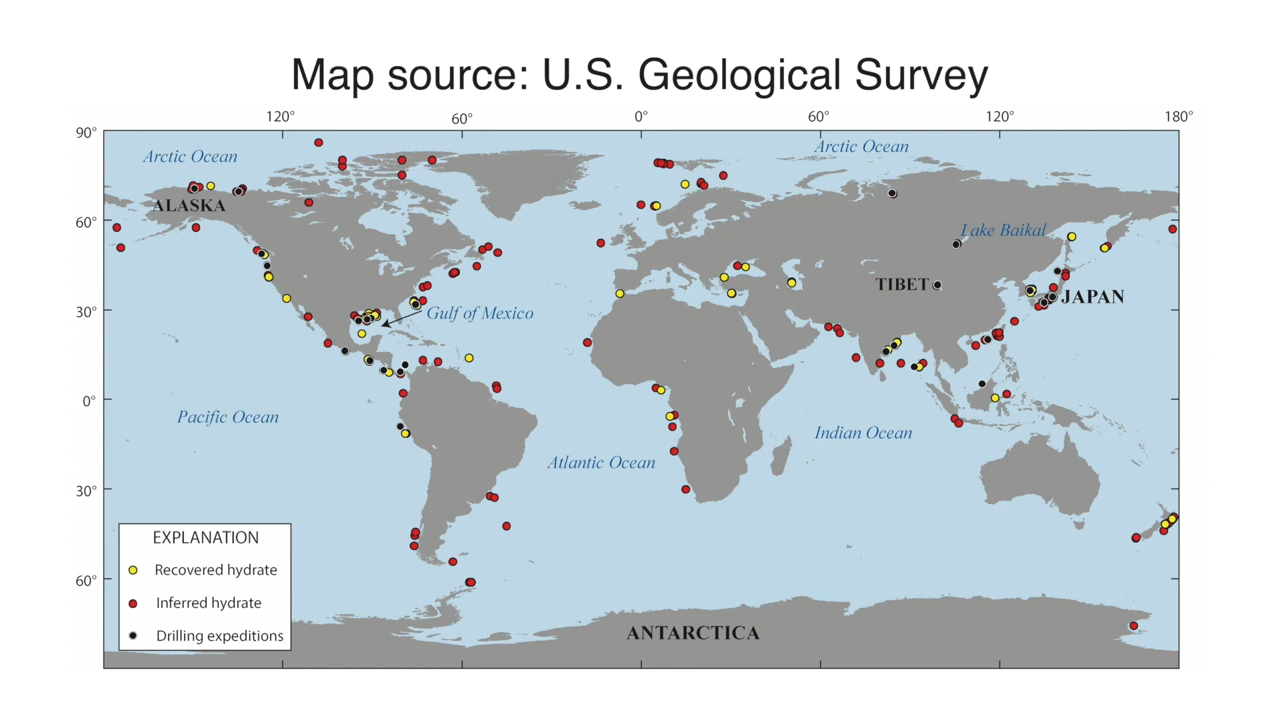 Map source: U.S. Geological Survey
120° 60° 0° 60° 120° 180°
90°
Arctic Ocean
Arctic Ocean
ALASKA
60°
Lake Baikal
TIBET
JAPAN
30°
Gulf of Mexico
0°
Pacific Ocean
Indian Ocean
Atlantic Ocean
30°
EXPLANATION
Recovered hydrate
60°
Inferred hydrate
Drilling expeditions
ANTARCTICA